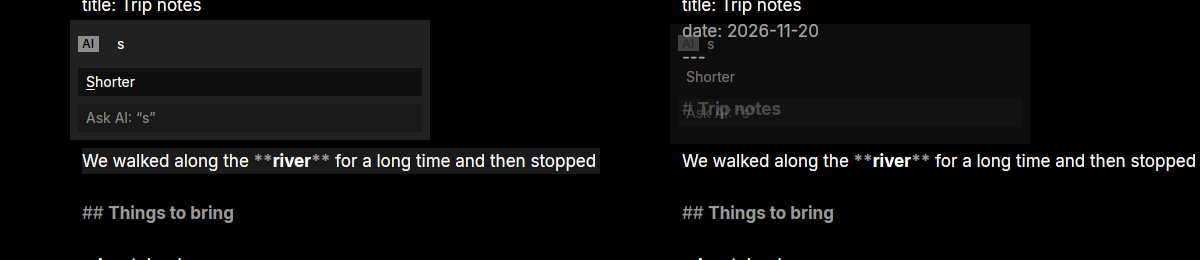 title: Trip notes
AI s
Shorter
Ask AI: “s”
We walked along the **river** for a long time and then stopped
## Things to bring
title: Trip notes
date: 2026-11-20
AI s
---
Shorter
# Trip notes
Ask AI: “s”
We walked along the **river** for a long time and then stopped
## Things to bring